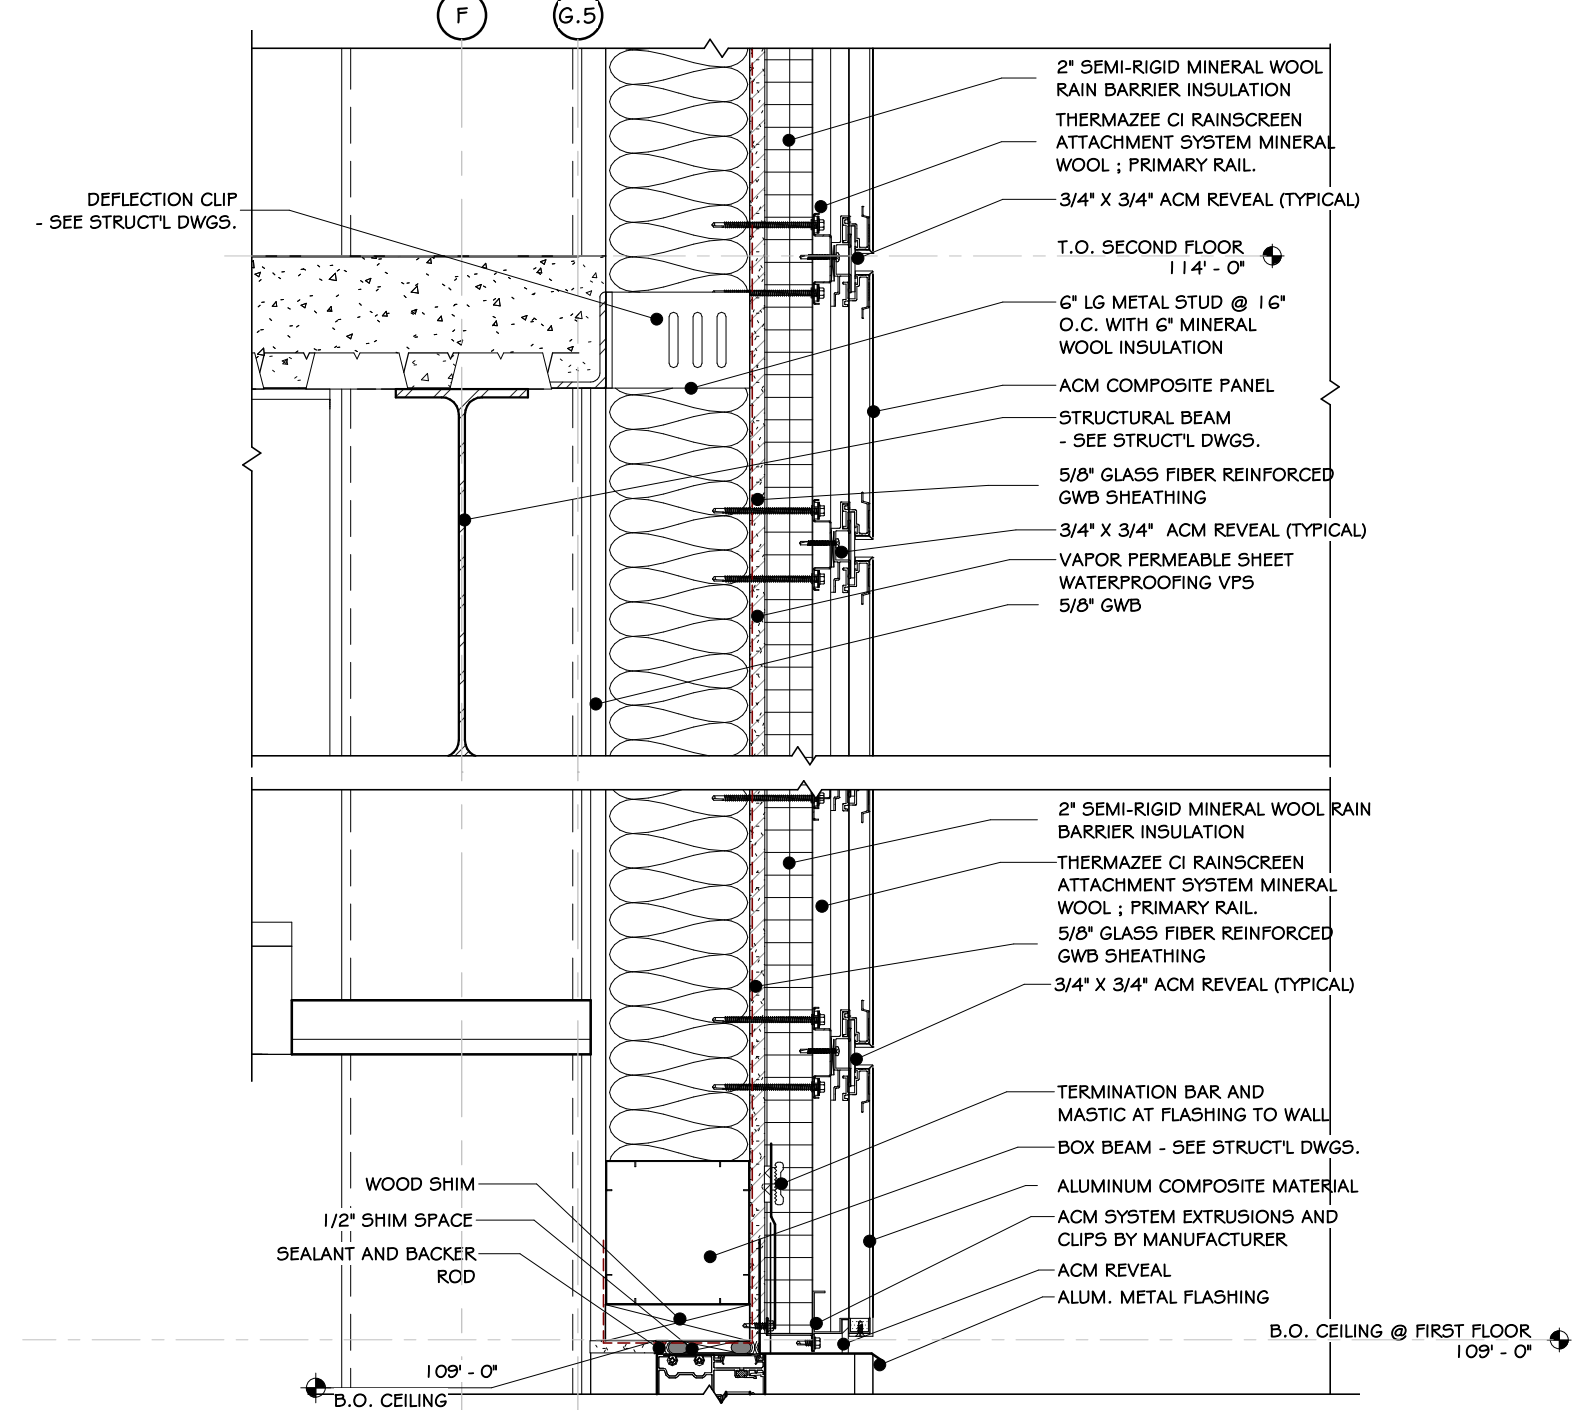 F
G.5
2" SEMI-RIGID MINERAL WOOL
RAIN BARRIER INSULATION
THERMAZEE CI RAINSCREEN
ATTACHMENT SYSTEM MINERAL
WOOL ; PRIMARY RAIL.
DEFLECTION CLIP
- SEE STRUCT'L DWGS.
3/4" X 3/4" ACM REVEAL (TYPICAL)
T.O. SECOND FLOOR
114' - 0"
6" LG METAL STUD @ 16"
O.C. WITH 6" MINERAL
WOOL INSULATION
ACM COMPOSITE PANEL
STRUCTURAL BEAM
- SEE STRUCT'L DWGS.
5/8" GLASS FIBER REINFORCED
GWB SHEATHING
3/4" X 3/4" ACM REVEAL (TYPICAL)
VAPOR PERMEABLE SHEET
WATERPROOFING VPS
5/8" GWB
2" SEMI-RIGID MINERAL WOOL RAIN
BARRIER INSULATION
THERMAZEE CI RAINSCREEN
ATTACHMENT SYSTEM MINERAL
WOOL ; PRIMARY RAIL.
5/8" GLASS FIBER REINFORCED
GWB SHEATHING
3/4" X 3/4" ACM REVEAL (TYPICAL)
TERMINATION BAR AND
MASTIC AT FLASHING TO WALL
BOX BEAM - SEE STRUCT'L DWGS.
WOOD SHIM
1/2" SHIM SPACE
SEALANT AND BACKER
ROD
ALUMINUM COMPOSITE MATERIAL
ACM SYSTEM EXTRUSIONS AND
CLIPS BY MANUFACTURER
ACM REVEAL
ALUM. METAL FLASHING
B.O. CEILING @ FIRST FLOOR
109' - 0"
109' - 0"
B.O. CEILING